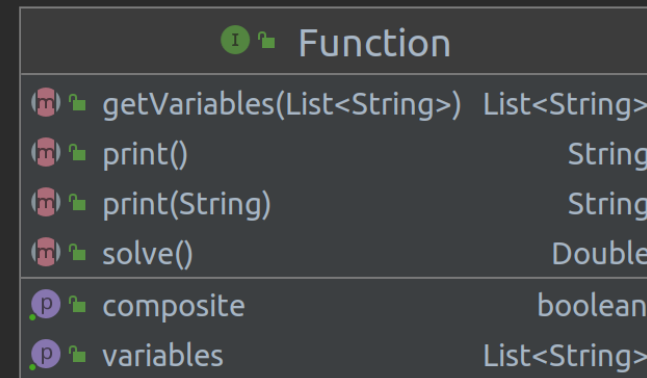 I Function
m getVariables(List<String>) List<String>
m print() String
m print(String) String
m solve() Double
p composite boolean
p variables List<String>